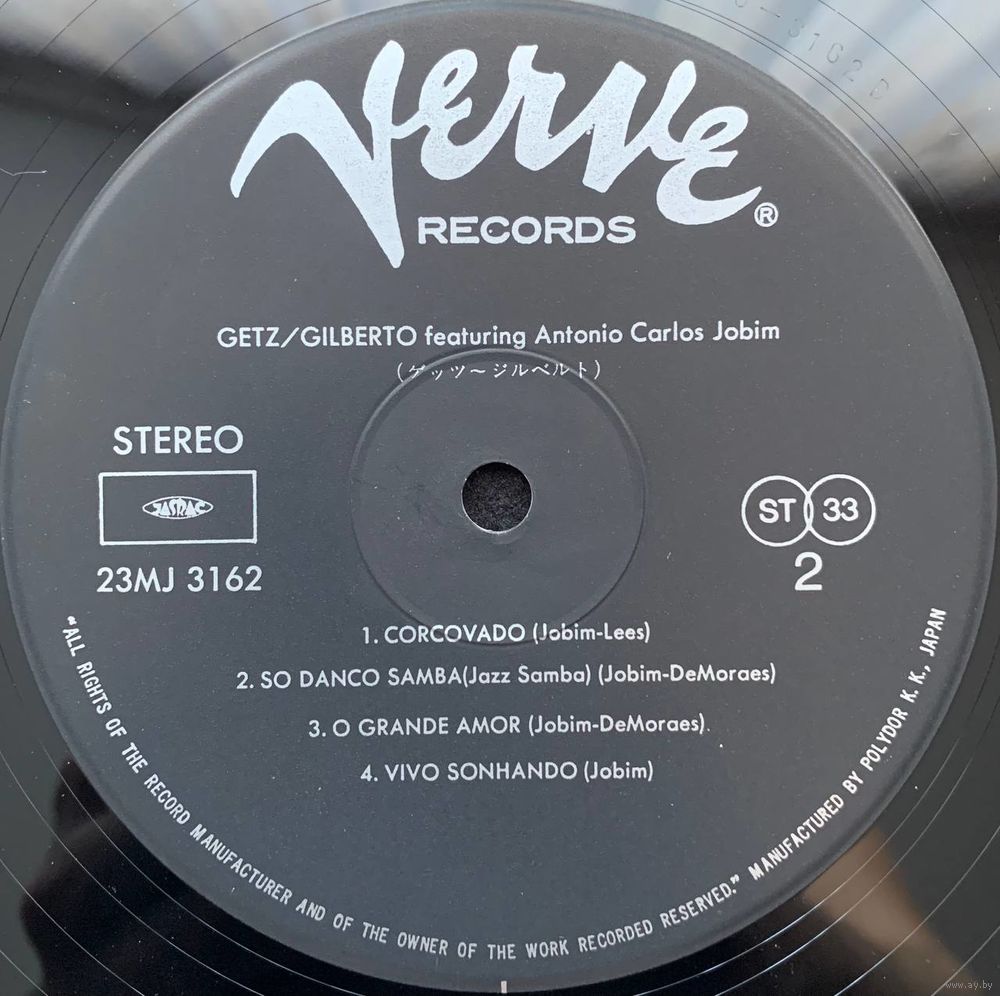 Verve®
RECORDS
GETZ/GILBERTO featuring Antonio Carlos Jobim
(ゲッツ〜ジルベルト)
STEREO
JASRAC
23MJ 3162
ST 33
2
1. CORCOVADO (Jobim-Lees)
2. SO DANCO SAMBA(Jazz Samba) (Jobim-DeMoraes)
3. O GRANDE AMOR (Jobim-DeMoraes)
4. VIVO SONHANDO (Jobim)
“ALL RIGHTS OF THE RECORD MANUFACTURER AND OF THE OWNER OF THE WORK RECORDED RESERVED.” MANUFACTURED BY POLYDOR K. K., JAPAN
www.ay.by